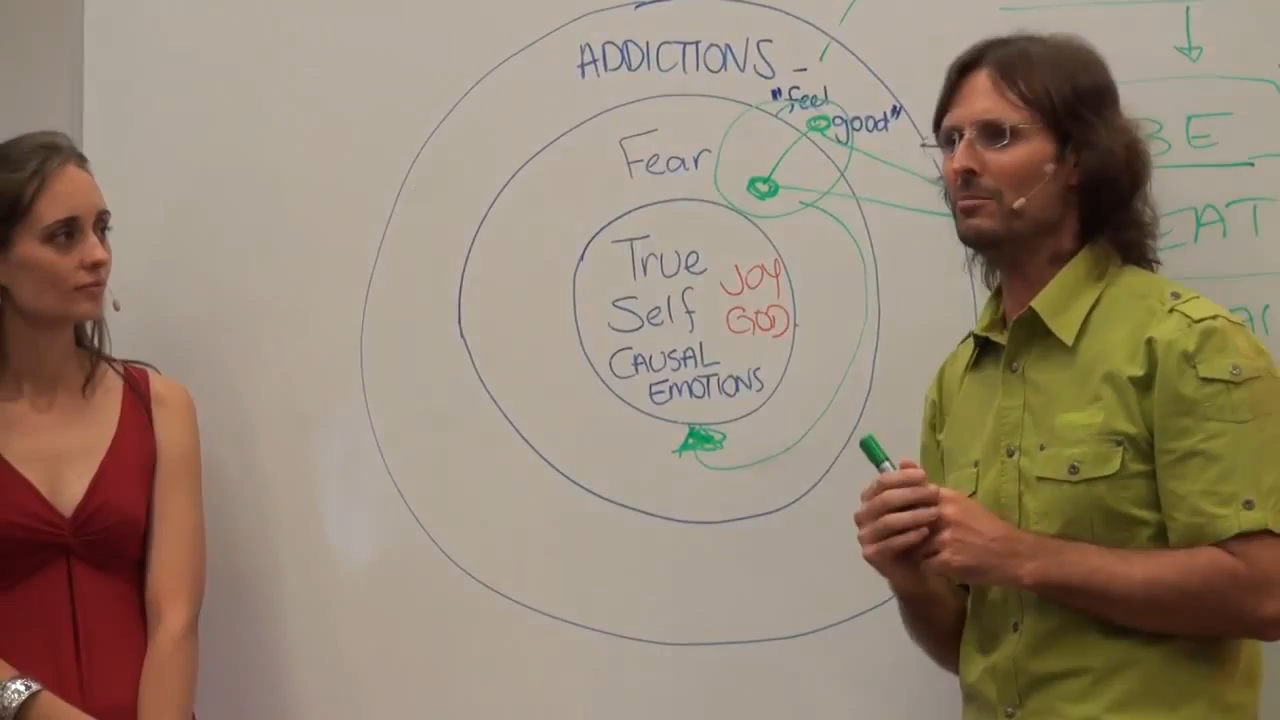 ADDICTIONS -
"feel
good"
Fear
True
Self
JOY
GOD
CAUSAL
EMOTIONS
BE
EAT